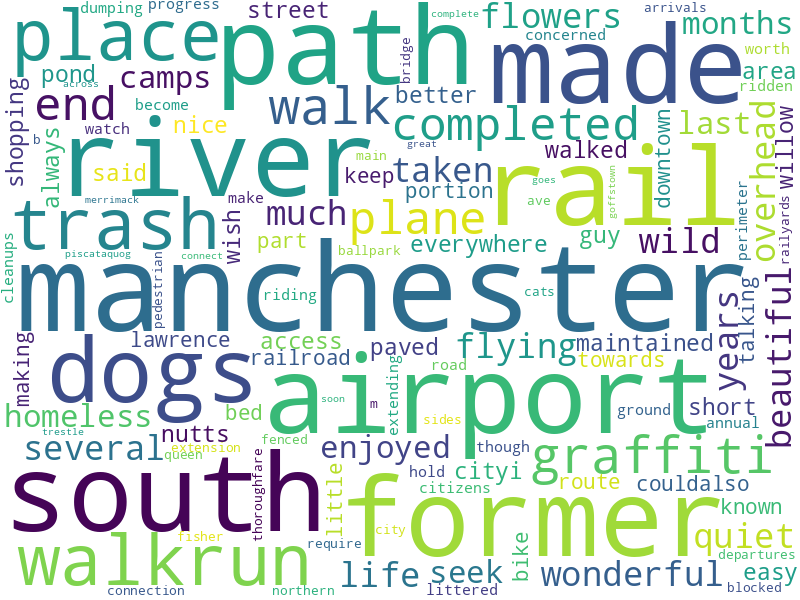 dumping
progress
street
complete
flowers
arrivals
months
place
path
made
concerned
worth
pond
camps
bridge
area
across
shopping
end
become
walk
better
ridden
completed
downtown
last
overhead
willow
always
watch
nice
great
b
river
said
main
keep
taken
rail
walked
goes
goffstown
trash
merrimack
make
portion
much
wish
plane
ave
wild
perimeter
railyards
piscataquog
connect
part
ballpark
everywhere
guy
cleanups
pedestrian
manchester
riding
cats
talking
years
beautiful
making
dogs
lawrence
access
paved
flying
maintained
railroad
road
towards
homeless
bed
soon
airport
m
extending
ground
short
annual
trestle
nutts
sides
several
queen
extension
fenced
enjoyed
though
graffiti
thoroughfare
little
hold
cityi
route
couldalso
south
citizens
known
former
fisher
city
bike
quiet
walkrun
require
departures
life
seek
wonderful
easy
connection
northern
littered
blocked